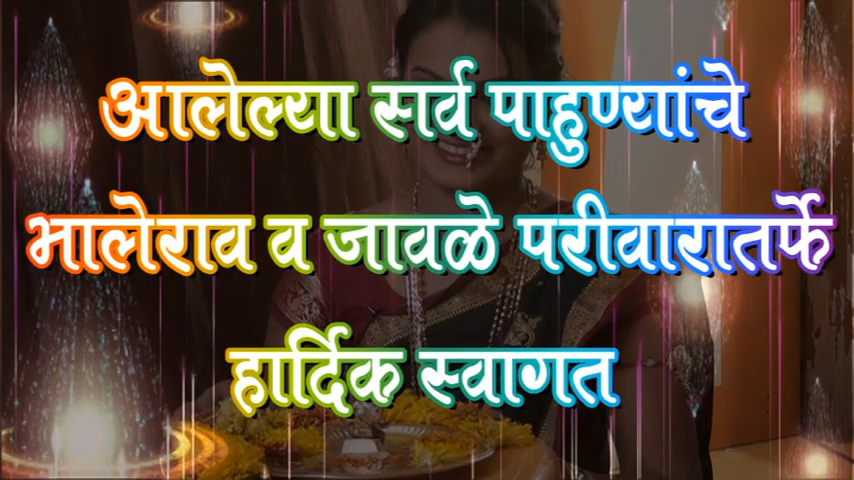 आलेल्या सर्व पाहुण्यांचे
भालेराव व जावळे परीवारातर्फे
हार्दिक स्वागत